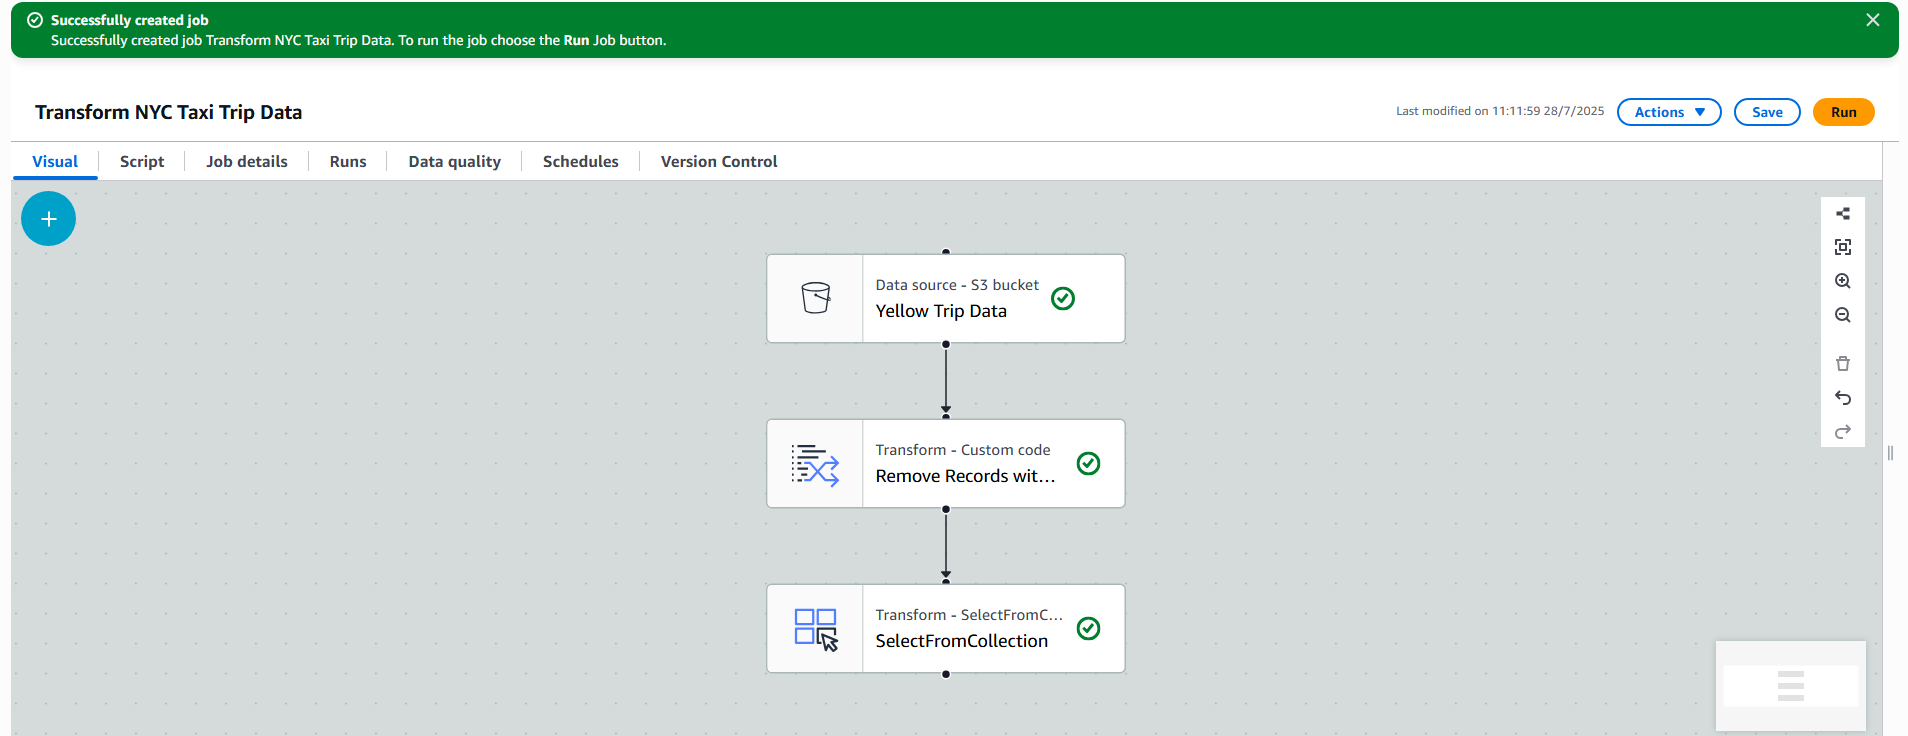 Successfully created job
Successfully created job Transform NYC Taxi Trip Data. To run the job choose the Run Job button.
Transform NYC Taxi Trip Data
Last modified on 11:11:59 28/7/2025
Actions
Save
Run
Visual
Script
Job details
Runs
Data quality
Schedules
Version Control
Data source - S3 bucket
Yellow Trip Data
Transform - Custom code
Remove Records wit...
Transform - SelectFromC...
SelectFromCollection